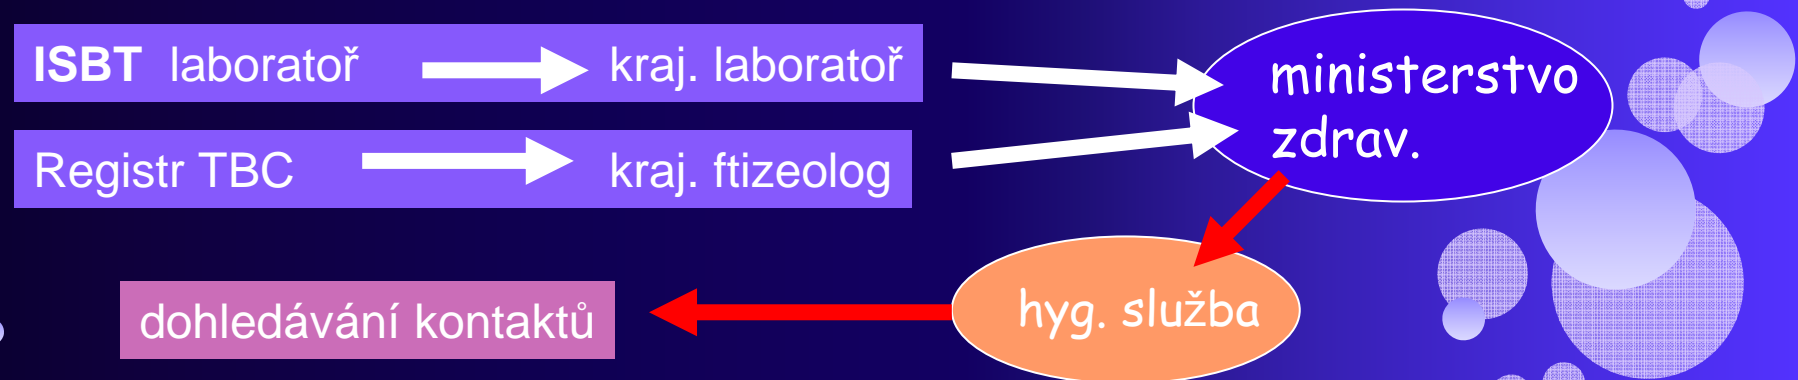 ISBT laboratoř kraj. laboratoř
ministerstvo
zdrav.
Registr TBC kraj. ftizeolog
hyg. služba
dohledávání kontaktů